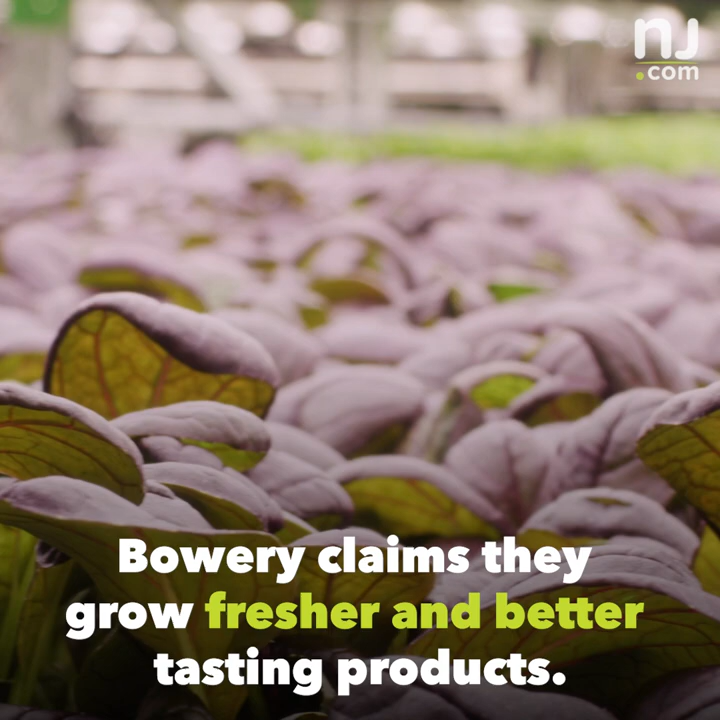 nj
.com
Bowery claims they
grow fresher and better
tasting products.